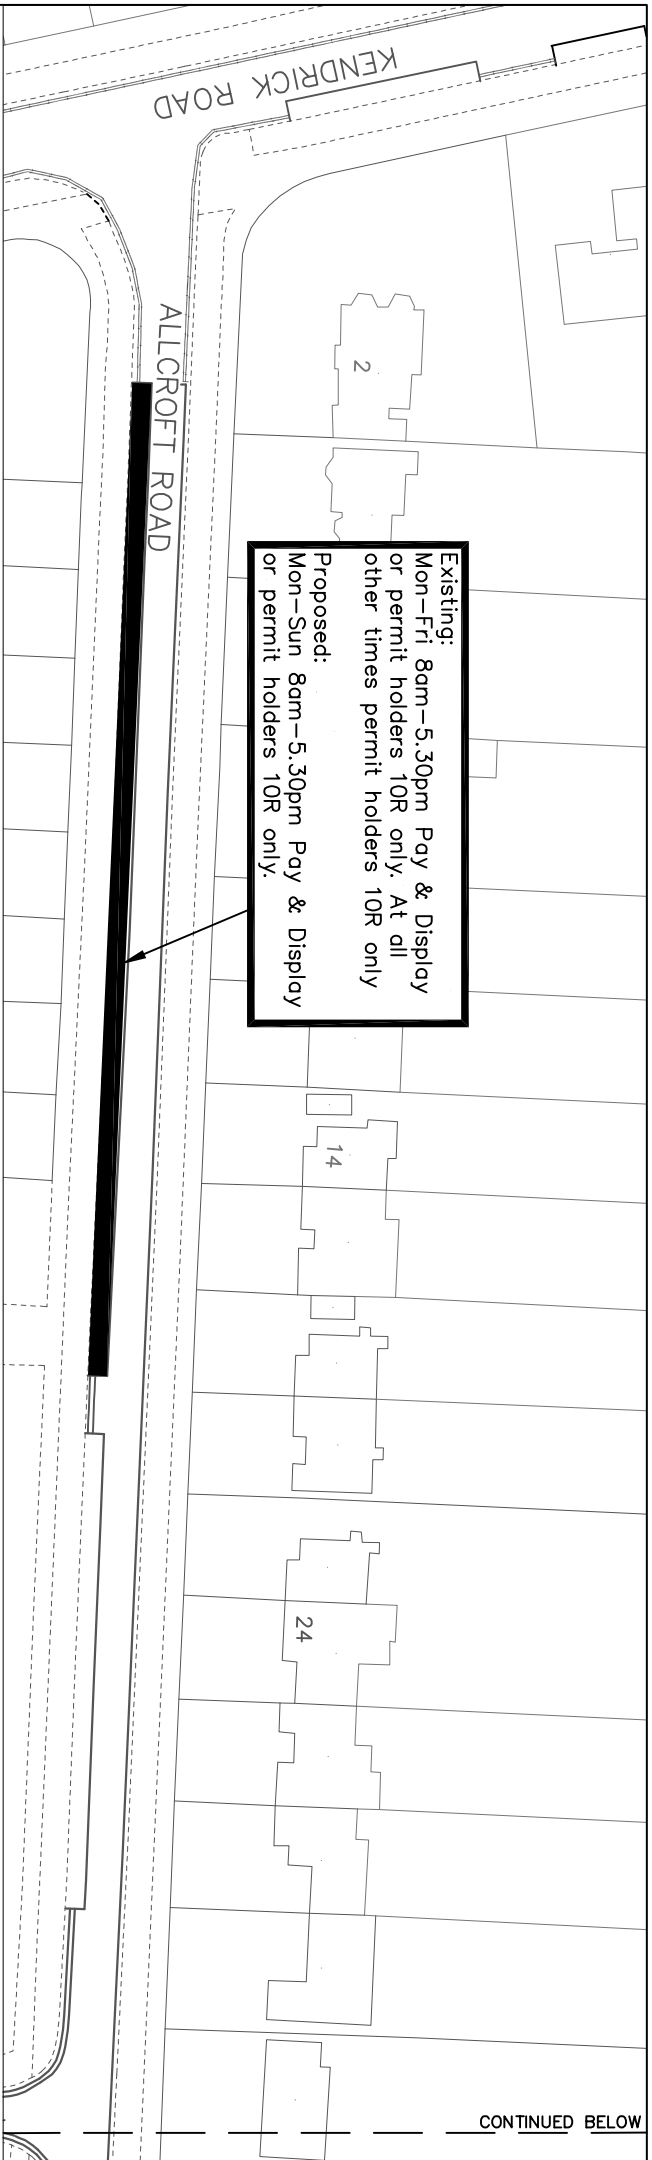 KENDRICK ROAD
ALLCROFT ROAD
2
Existing:
Mon-Fri 8am-5.30pm Pay & Display
or permit holders 10R only. At all
other times permit holders 10R only
Proposed:
Mon-Sun 8am-5.30pm Pay & Display
or permit holders 10R only.
14
24
CONTINUED BELOW